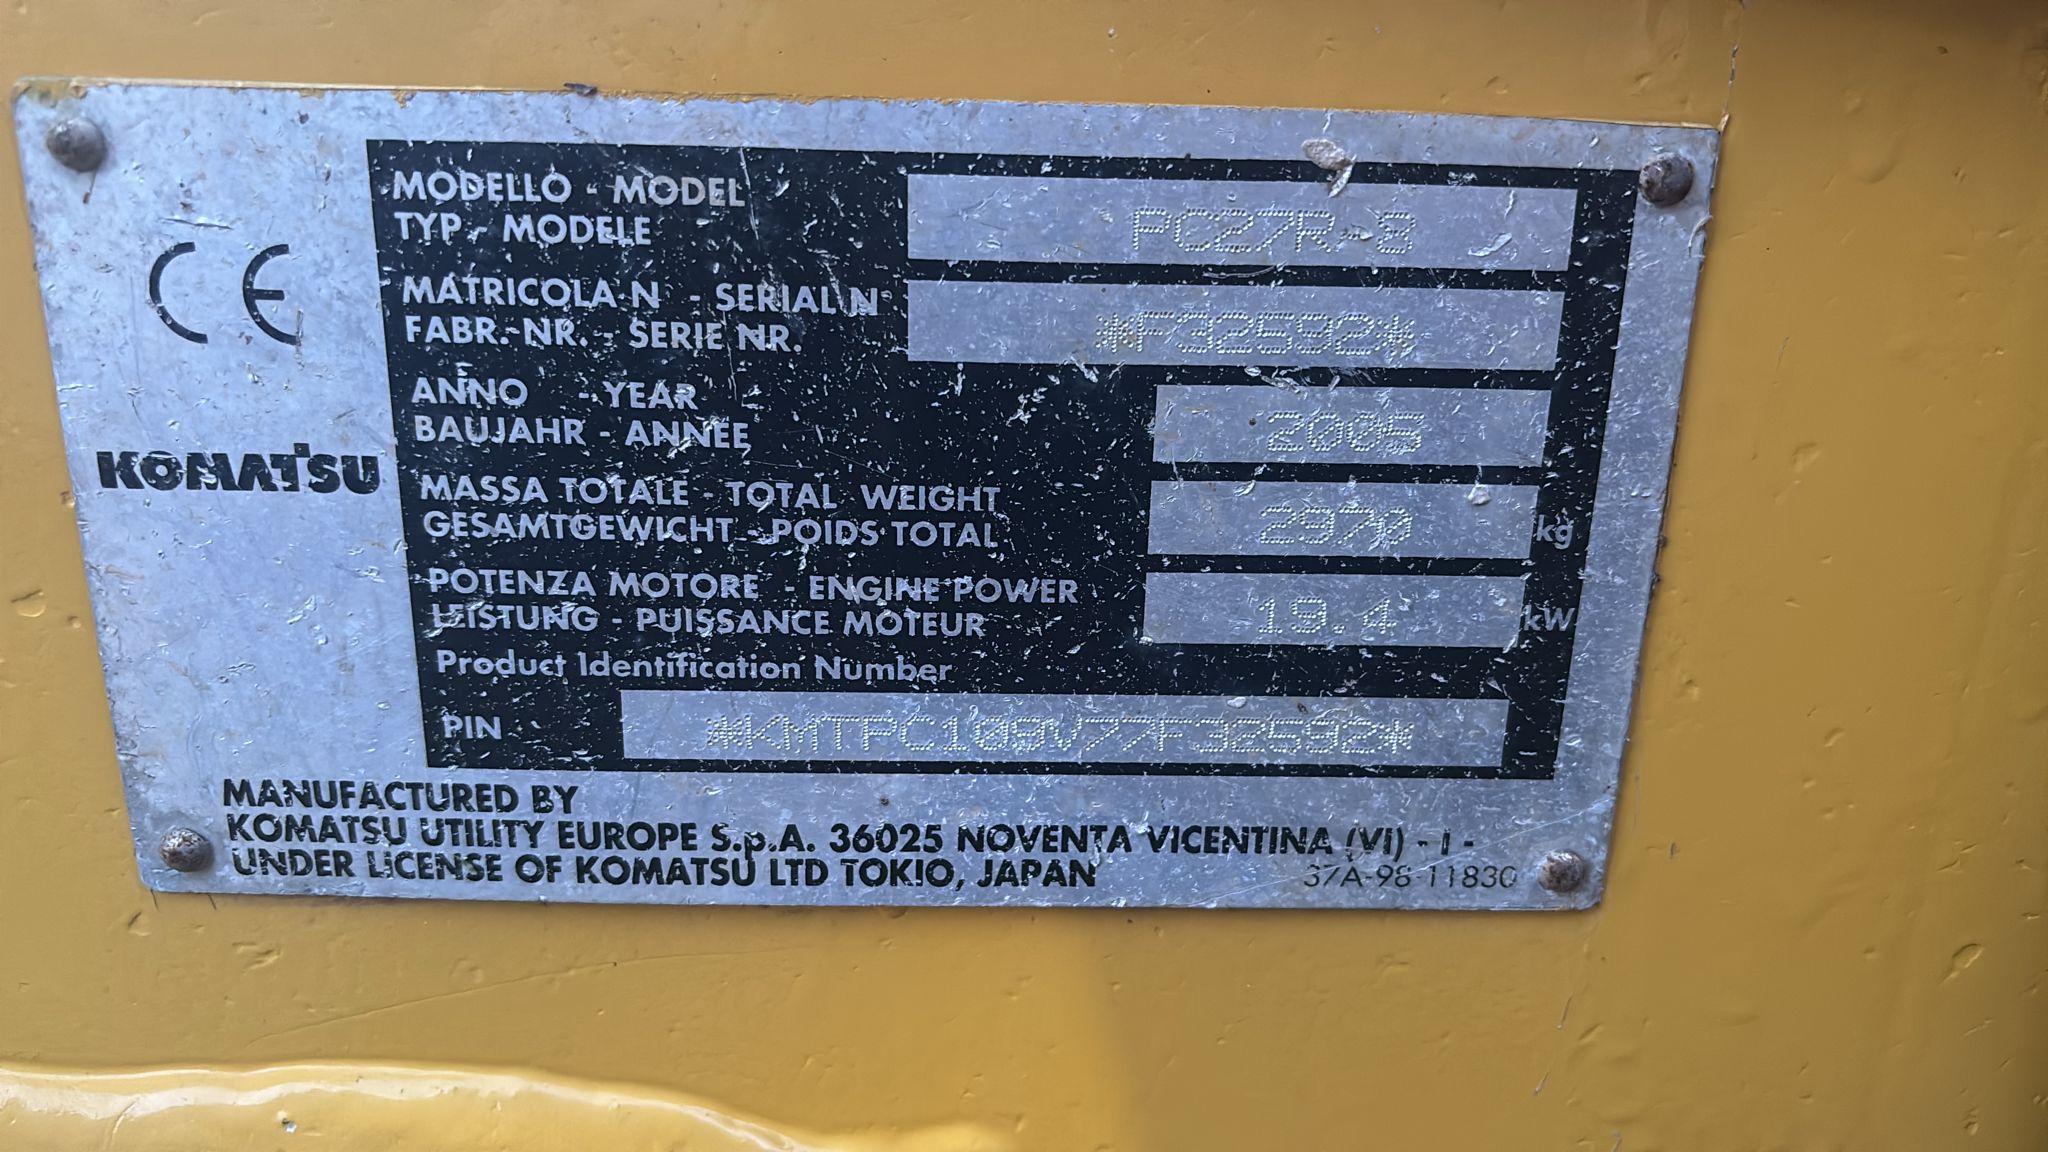 CE
KOMATSU
MODELLO - MODEL
TYP - MODELE
PC27R-8
MATRICOLA N - SERIAL N
FABR.-NR. - SERIE NR.
*F32592*
ANNO - YEAR
BAUJAHR - ANNEE
2005
MASSA TOTALE - TOTAL WEIGHT
GESAMTGEWICHT - POIDS TOTAL
2970 kg
POTENZA MOTORE - ENGINE POWER
LEISTUNG - PUISSANCE MOTEUR
19.4 kW
Product Identification Number
PIN *KMTPC109V77F32592*
MANUFACTURED BY
KOMATSU UTILITY EUROPE S.p.A. 36025 NOVENTA VICENTINA (VI) - I -
UNDER LICENSE OF KOMATSU LTD TOKIO, JAPAN
37A-98-11830